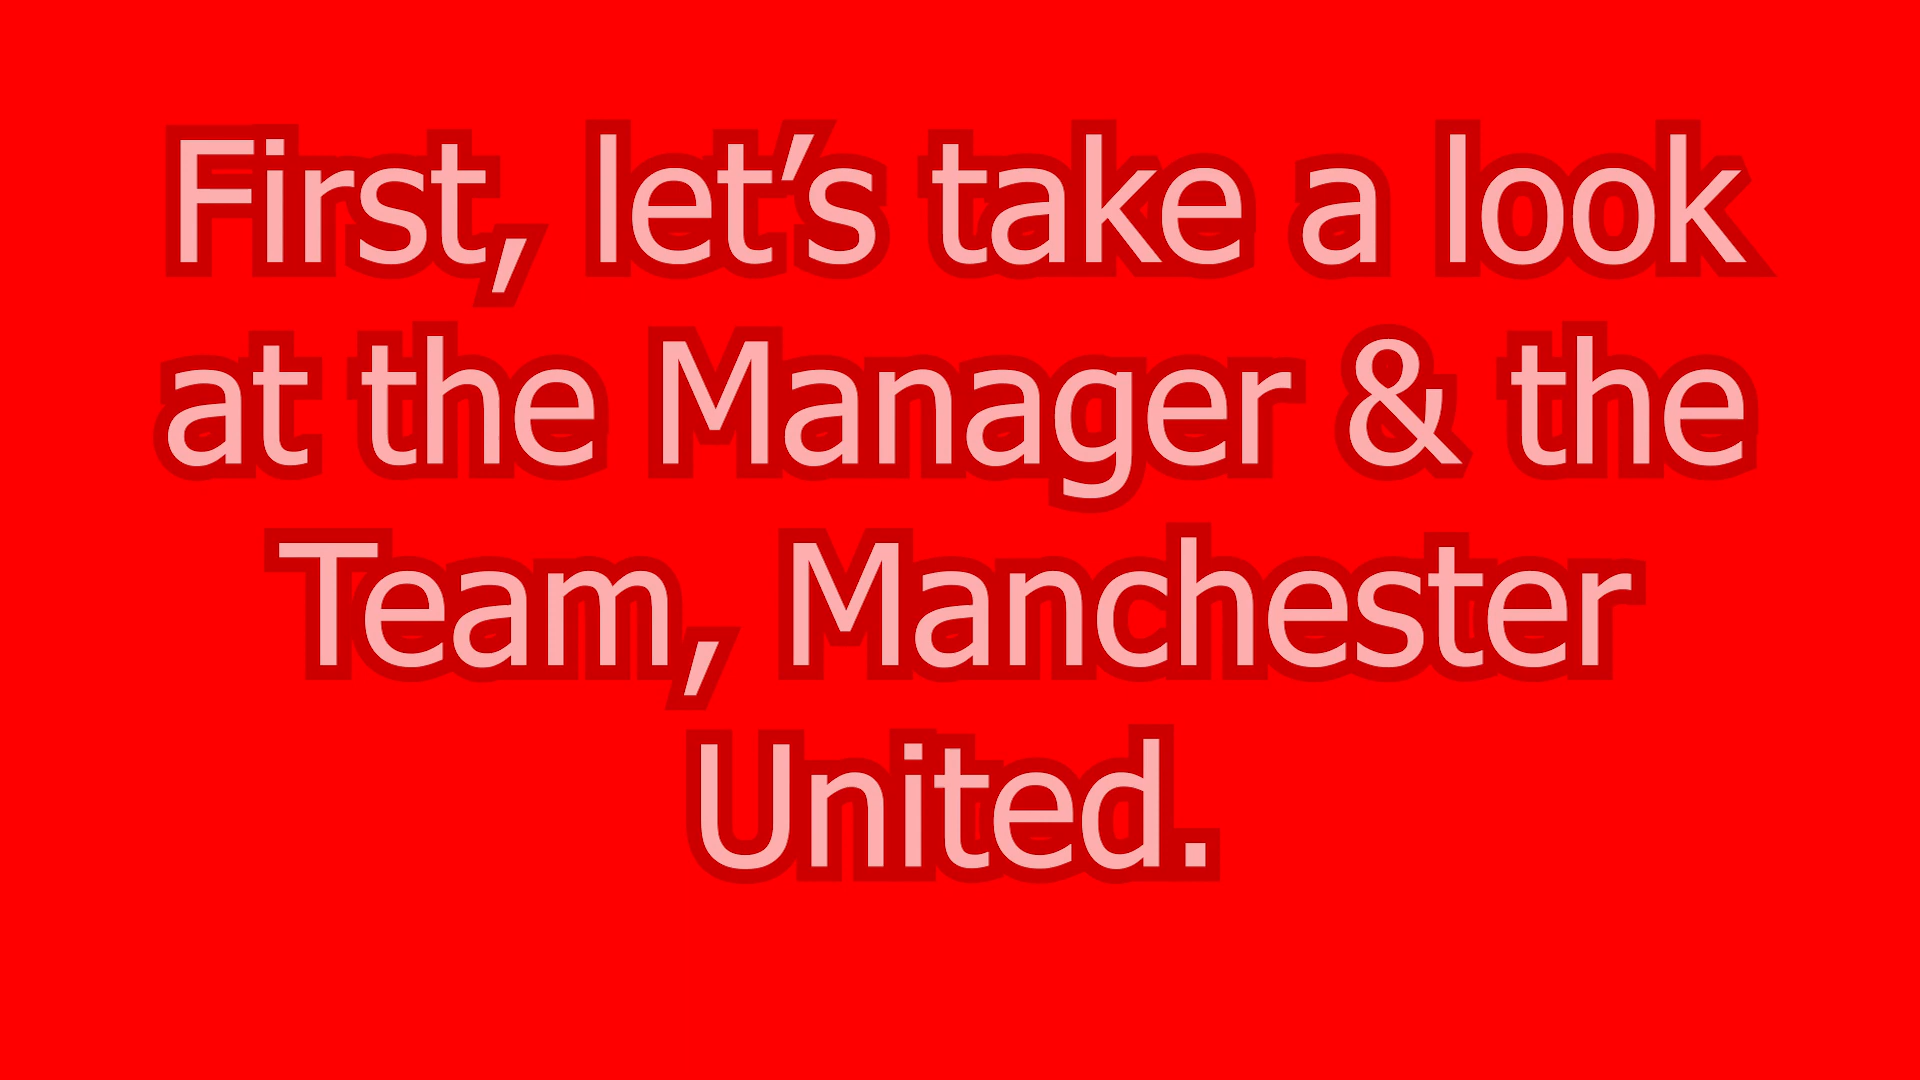 First, let’s take a look
at the Manager & the
Team, Manchester
United.